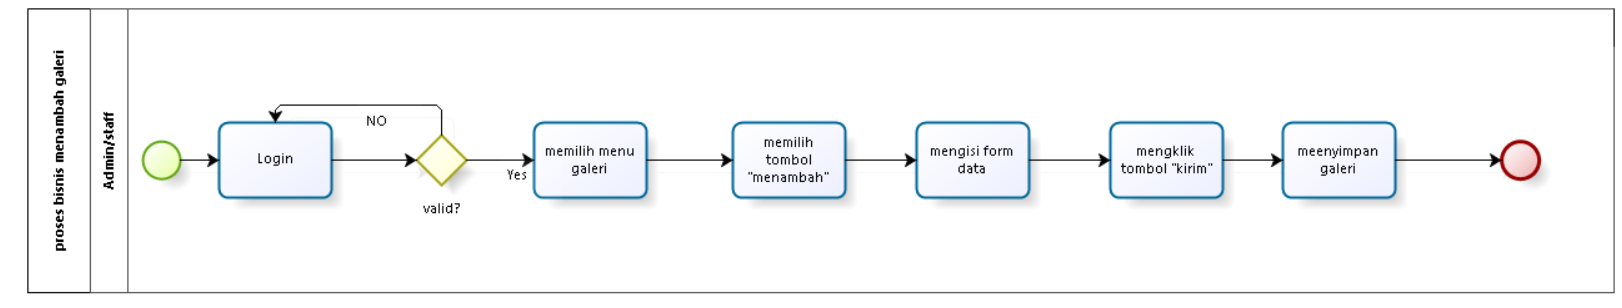 proses bisnis menambah galeri
Admin/staff
Login
NO
valid?
Yes
memilih menu
galeri
memilih
tombol
"menambah"
mengisi form
data
mengklik
tombol "kirim"
meenyimpan
galeri